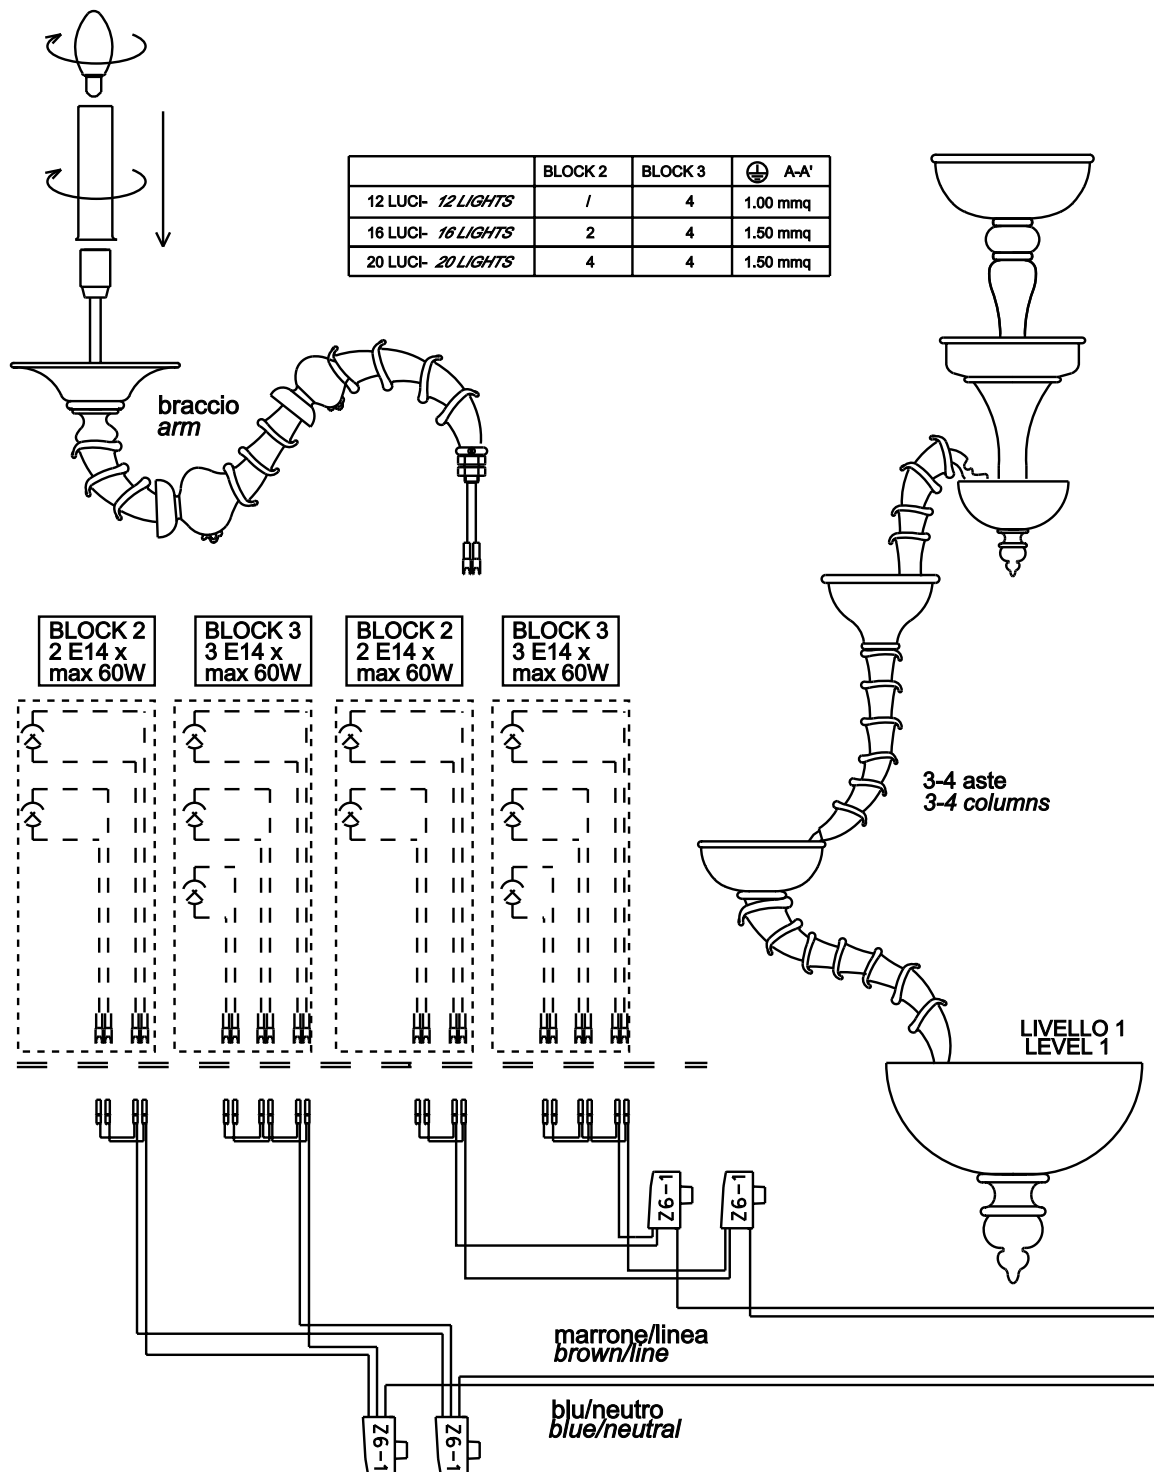 BLOCK 2 BLOCK 3 A-A'
12 LUCI- 12 LIGHTS / 4 1.00 mmq
16 LUCI- 16 LIGHTS 2 4 1.50 mmq
20 LUCI- 20 LIGHTS 4 4 1.50 mmq
braccio
arm
BLOCK 2
2 E14 x
max 60W
BLOCK 3
3 E14 x
max 60W
BLOCK 2
2 E14 x
max 60W
BLOCK 3
3 E14 x
max 60W
3-4 aste
3-4 columns
LIVELLO 1
LEVEL 1
Z6-1
Z6-1
marrone/linea
brown/line
blu/neutro
blue/neutral
Z6-1
Z6-1